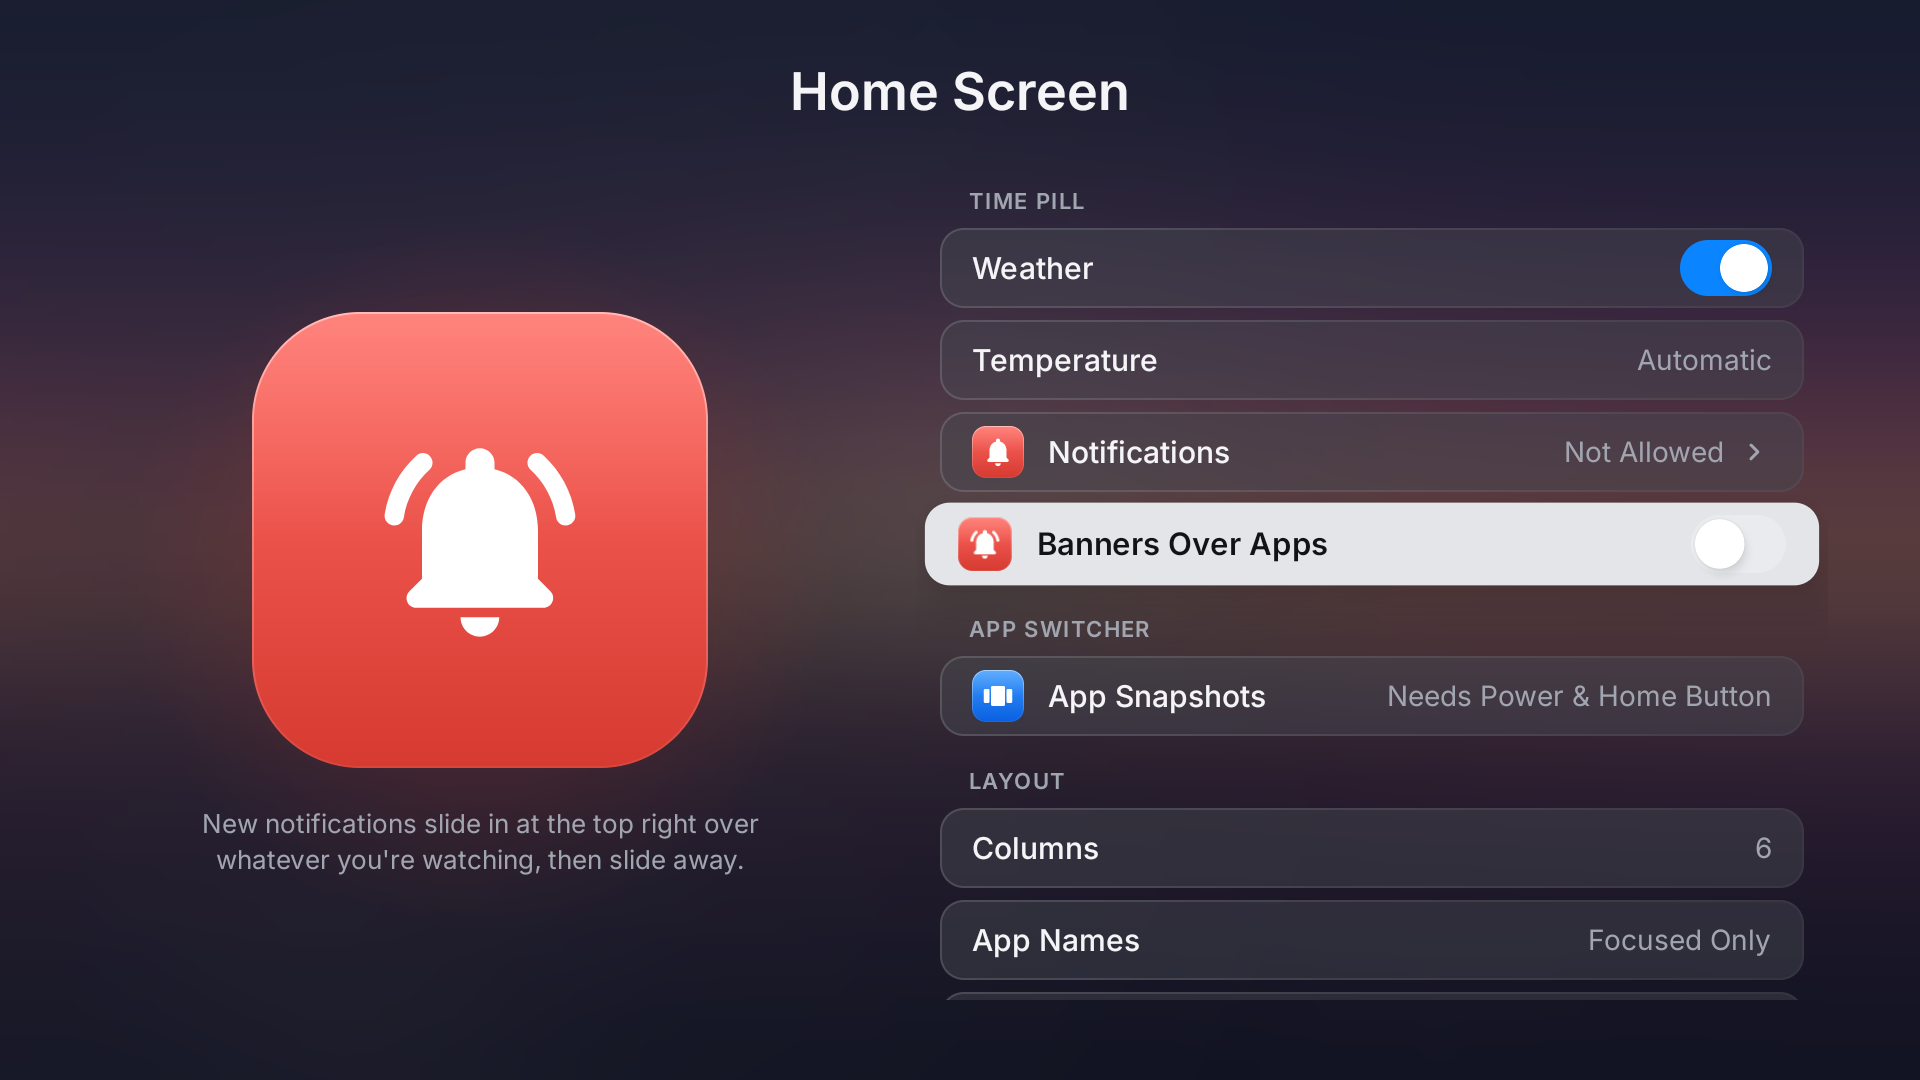 Home Screen
TIME PILL
Weather
Temperature
Automatic
Notifications
Not Allowed
Banners Over Apps
APP SWITCHER
App Snapshots
Needs Power & Home Button
LAYOUT
Columns
6
App Names
Focused Only
New notifications slide in at the top right over
whatever you're watching, then slide away.